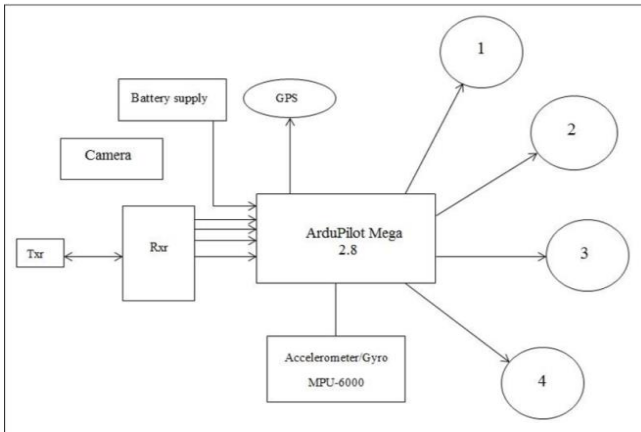 1
Battery supply
GPS
2
Camera
ArduPilot Mega
2.8
Rxr
Txr
3
Accelerometer/Gyro
MPU-6000
4